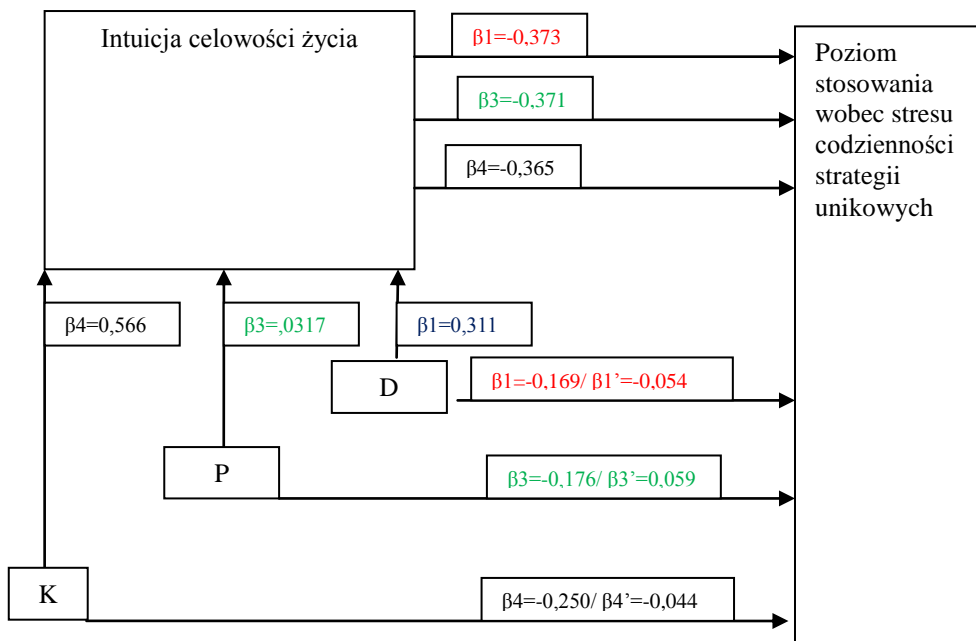 Intuicja celowości życia
β1=-0,373
β3=-0,371
β4=-0,365
Poziom
stosowania
wobec stresu
codzienności
strategii
unikowych
β4=0,566
β3=,0317
β1=0,311
D
β1=-0,169/ β1’=-0,054
P
β3=-0,176/ β3’=0,059
K
β4=-0,250/ β4’=-0,044